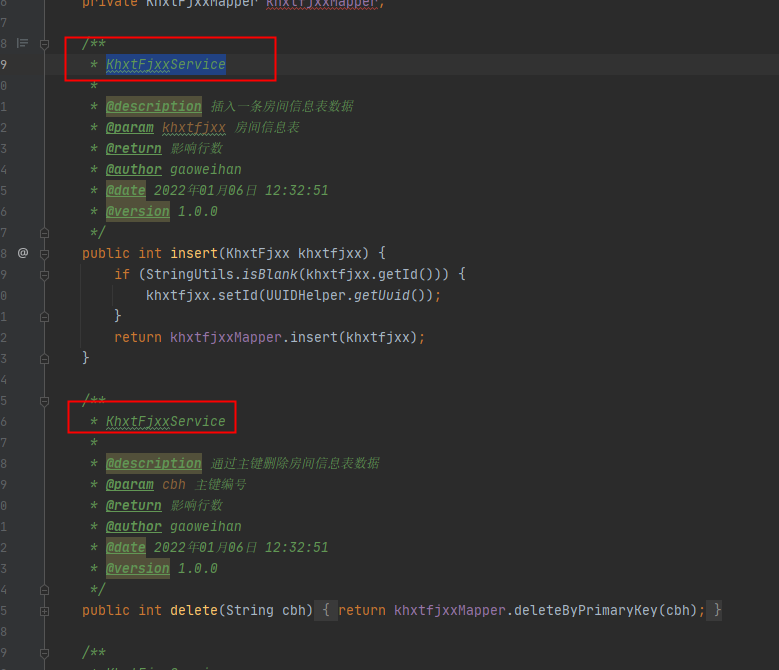 private KhxtFjxxMapper khxtfjxxMapper;
7
8 /**
9 * KhxtFjxxService
0 *
1 * @description 插入一条房间信息表数据
2 * @param khxtfjxx 房间信息表
3 * @return 影响行数
4 * @author gaoweihan
5 * @date 2022年01月06日 12:32:51
6 * @version 1.0.0
7 */
8 @ public int insert(KhxtFjxx khxtfjxx) {
9 if (StringUtils.isBlank(khxtfjxx.getId())) {
0 khxtfjxx.setId(UUIDHelper.getUuid());
1 }
2 return khxtfjxxMapper.insert(khxtfjxx);
3 }
4
5 /**
6 * KhxtFjxxService
7 *
8 * @description 通过主键删除房间信息表数据
9 * @param cbh 主键编号
0 * @return 影响行数
1 * @author gaoweihan
2 * @date 2022年01月06日 12:32:51
3 * @version 1.0.0
4 */
5 public int delete(String cbh) { return khxtfjxxMapper.deleteByPrimaryKey(cbh); }
8
9 /**